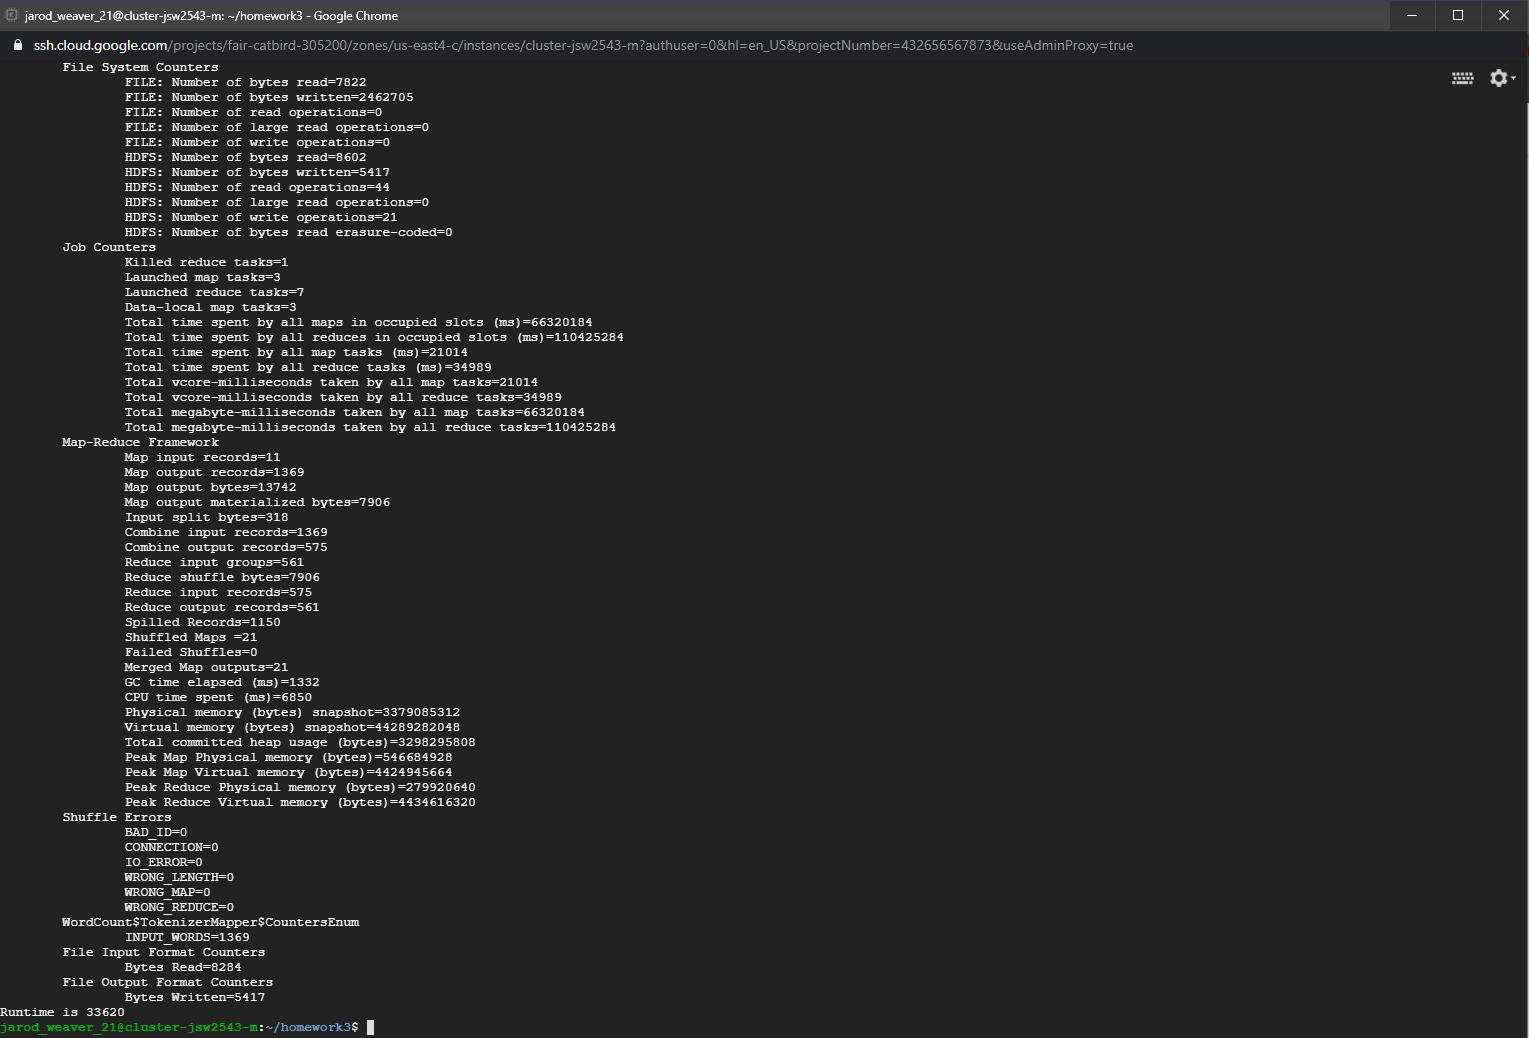 jarod_weaver_21@cluster-jsw2543-m: ~/homework3 - Google Chrome
ssh.cloud.google.com/projects/fair-catbird-305200/zones/us-east4-c/instances/cluster-jsw2543-m?authuser=0&hl=en_US&projectNumber=432656567873&useAdminProxy=true
File System Counters
FILE: Number of bytes read=7822
FILE: Number of bytes written=2462705
FILE: Number of read operations=0
FILE: Number of large read operations=0
FILE: Number of write operations=0
HDFS: Number of bytes read=8602
HDFS: Number of bytes written=5417
HDFS: Number of read operations=44
HDFS: Number of large read operations=0
HDFS: Number of write operations=21
HDFS: Number of bytes read erasure-coded=0
Job Counters
Killed reduce tasks=1
Launched map tasks=3
Launched reduce tasks=7
Data-local map tasks=3
Total time spent by all maps in occupied slots (ms)=66320184
Total time spent by all reduces in occupied slots (ms)=110425284
Total time spent by all map tasks (ms)=21014
Total time spent by all reduce tasks (ms)=34989
Total vcore-milliseconds taken by all map tasks=21014
Total vcore-milliseconds taken by all reduce tasks=34989
Total megabyte-milliseconds taken by all map tasks=66320184
Total megabyte-milliseconds taken by all reduce tasks=110425284
Map-Reduce Framework
Map input records=11
Map output records=1369
Map output bytes=13742
Map output materialized bytes=7906
Input split bytes=318
Combine input records=1369
Combine output records=575
Reduce input groups=561
Reduce shuffle bytes=7906
Reduce input records=575
Reduce output records=561
Spilled Records=1150
Shuffled Maps =21
Failed Shuffles=0
Merged Map outputs=21
GC time elapsed (ms)=1332
CPU time spent (ms)=6850
Physical memory (bytes) snapshot=3379085312
Virtual memory (bytes) snapshot=44289282048
Total committed heap usage (bytes)=3298295808
Peak Map Physical memory (bytes)=546684928
Peak Map Virtual memory (bytes)=4424945664
Peak Reduce Physical memory (bytes)=279920640
Peak Reduce Virtual memory (bytes)=4434616320
Shuffle Errors
BAD_ID=0
CONNECTION=0
IO_ERROR=0
WRONG_LENGTH=0
WRONG_MAP=0
WRONG_REDUCE=0
WordCount$TokenizerMapper$CountersEnum
INPUT_WORDS=1369
File Input Format Counters
Bytes Read=8284
File Output Format Counters
Bytes Written=5417
Runtime is 33620
jarod_weaver_21@cluster-jsw2543-m:~/homework3$